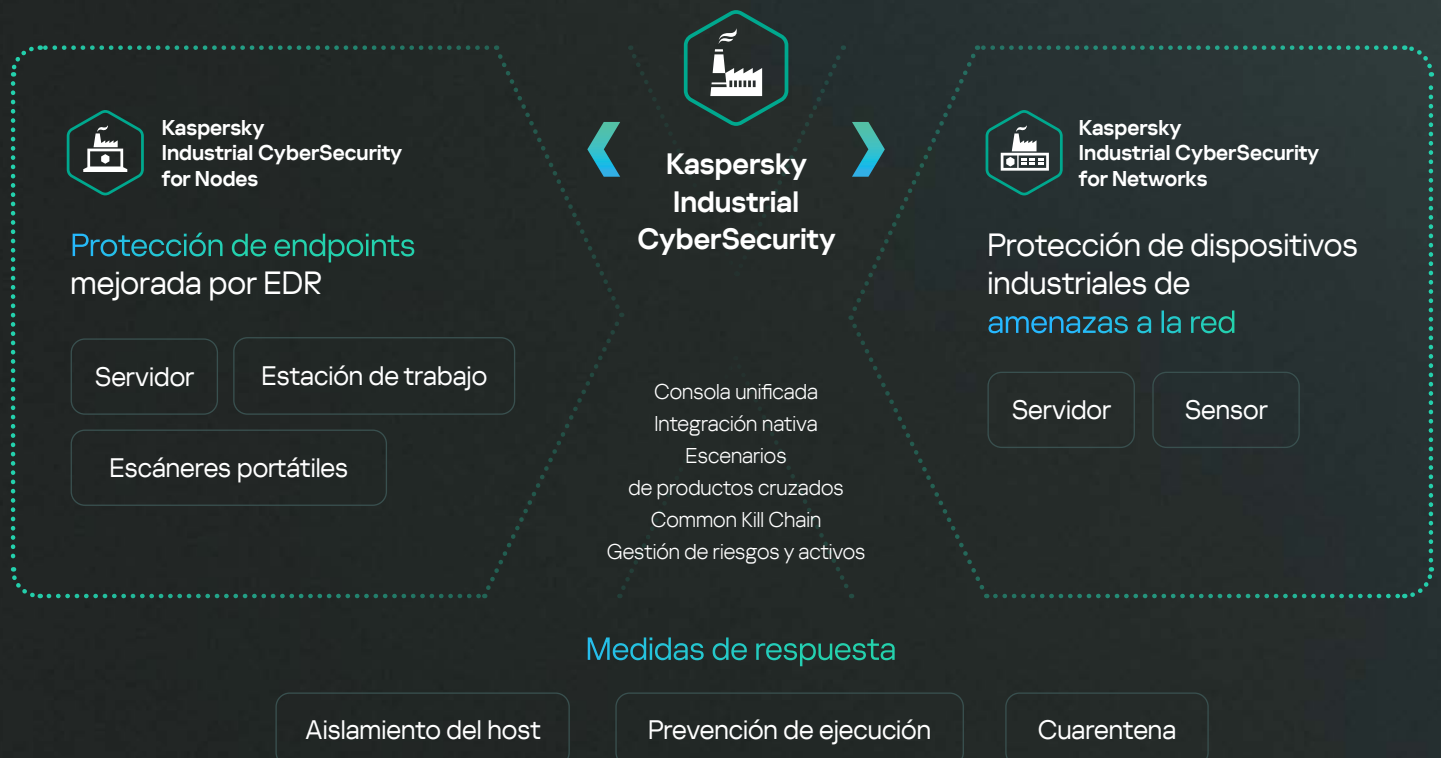 Kaspersky
Industrial CyberSecurity
for Nodes
Protección de endpoints
mejorada por EDR
Servidor
Estación de trabajo
Escáneres portátiles
Kaspersky
Industrial
CyberSecurity
Consola unificada
Integración nativa
Escenarios
de productos cruzados
Common Kill Chain
Gestión de riesgos y activos
Kaspersky
Industrial CyberSecurity
for Networks
Protección de dispositivos
industriales de
amenazas a la red
Servidor
Sensor
Medidas de respuesta
Aislamiento del host
Prevención de ejecución
Cuarentena